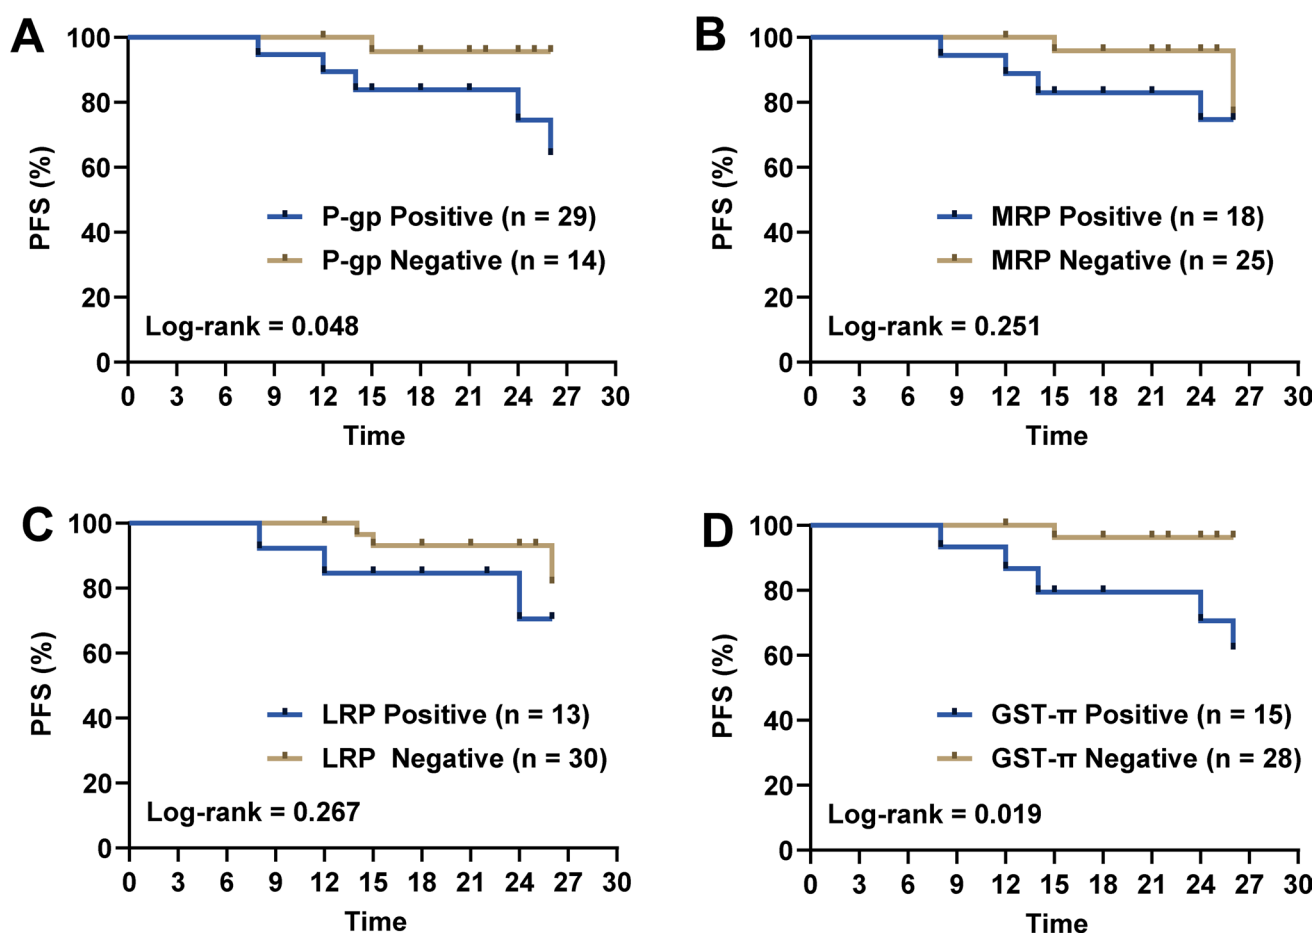 A
100
80
60
40
20
0
PFS (%)
P-gp Positive (n = 29)
P-gp Negative (n = 14)
Log-rank = 0.048
0 3 6 9 12 15 18 21 24 27 30
Time
B
100
80
60
40
20
0
PFS (%)
MRP Positive (n = 18)
MRP Negative (n = 25)
Log-rank = 0.251
0 3 6 9 12 15 18 21 24 27 30
Time
C
100
80
60
40
20
0
PFS (%)
LRP Positive (n = 13)
LRP Negative (n = 30)
Log-rank = 0.267
0 3 6 9 12 15 18 21 24 27 30
Time
D
100
80
60
40
20
0
PFS (%)
GST-π Positive (n = 15)
GST-π Negative (n = 28)
Log-rank = 0.019
0 3 6 9 12 15 18 21 24 27 30
Time